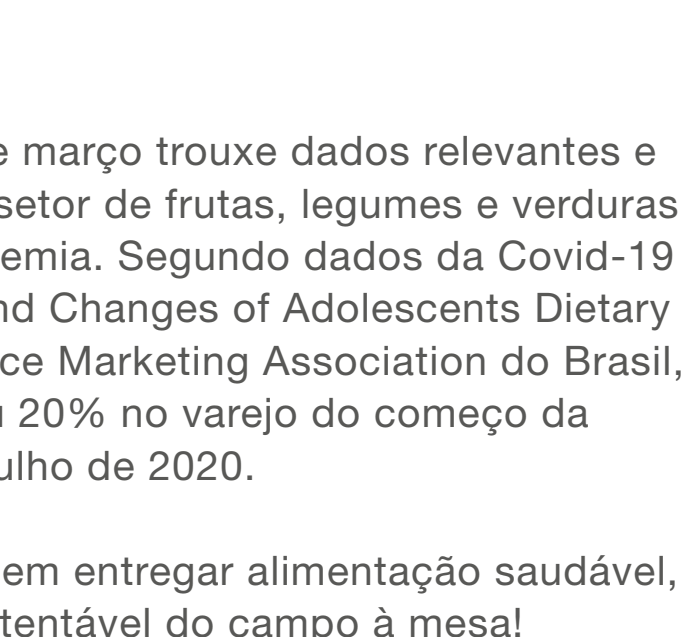 e março trouxe dados relevantes e
setor de frutas, legumes e verduras
emia. Segundo dados da Covid-19
nd Changes of Adolescents Dietary
ce Marketing Association do Brasil,
20% no varejo do começo da
ulho de 2020.
em entregar alimentação saudável,
tentável do campo à mesa!